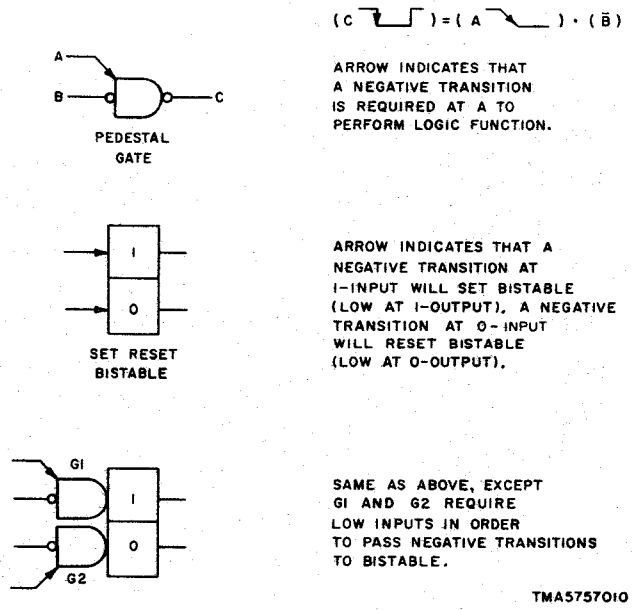 ( C ) = ( A ) • ( B̄ )
A
B
C
PEDESTAL
GATE
ARROW INDICATES THAT
A NEGATIVE TRANSITION
IS REQUIRED AT A TO
PERFORM LOGIC FUNCTION.
1
0
SET RESET
BISTABLE
ARROW INDICATES THAT A
NEGATIVE TRANSITION AT
1-INPUT WILL SET BISTABLE
(LOW AT 1-OUTPUT). A NEGATIVE
TRANSITION AT 0-INPUT
WILL RESET BISTABLE
(LOW AT 0-OUTPUT).
G1
1
0
G2
SAME AS ABOVE, EXCEPT
G1 AND G2 REQUIRE
LOW INPUTS IN ORDER
TO PASS NEGATIVE TRANSITIONS
TO BISTABLE.
TMA5757010